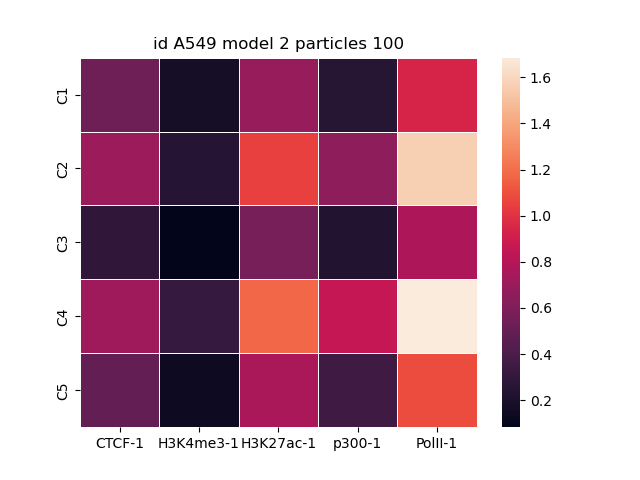 id A549 model 2 particles 100
C1
C2
C3
C4
C5
CTCF-1 H3K4me3-1 H3K27ac-1 p300-1 PolII-1
1.6
1.4
1.2
1.0
0.8
0.6
0.4
0.2